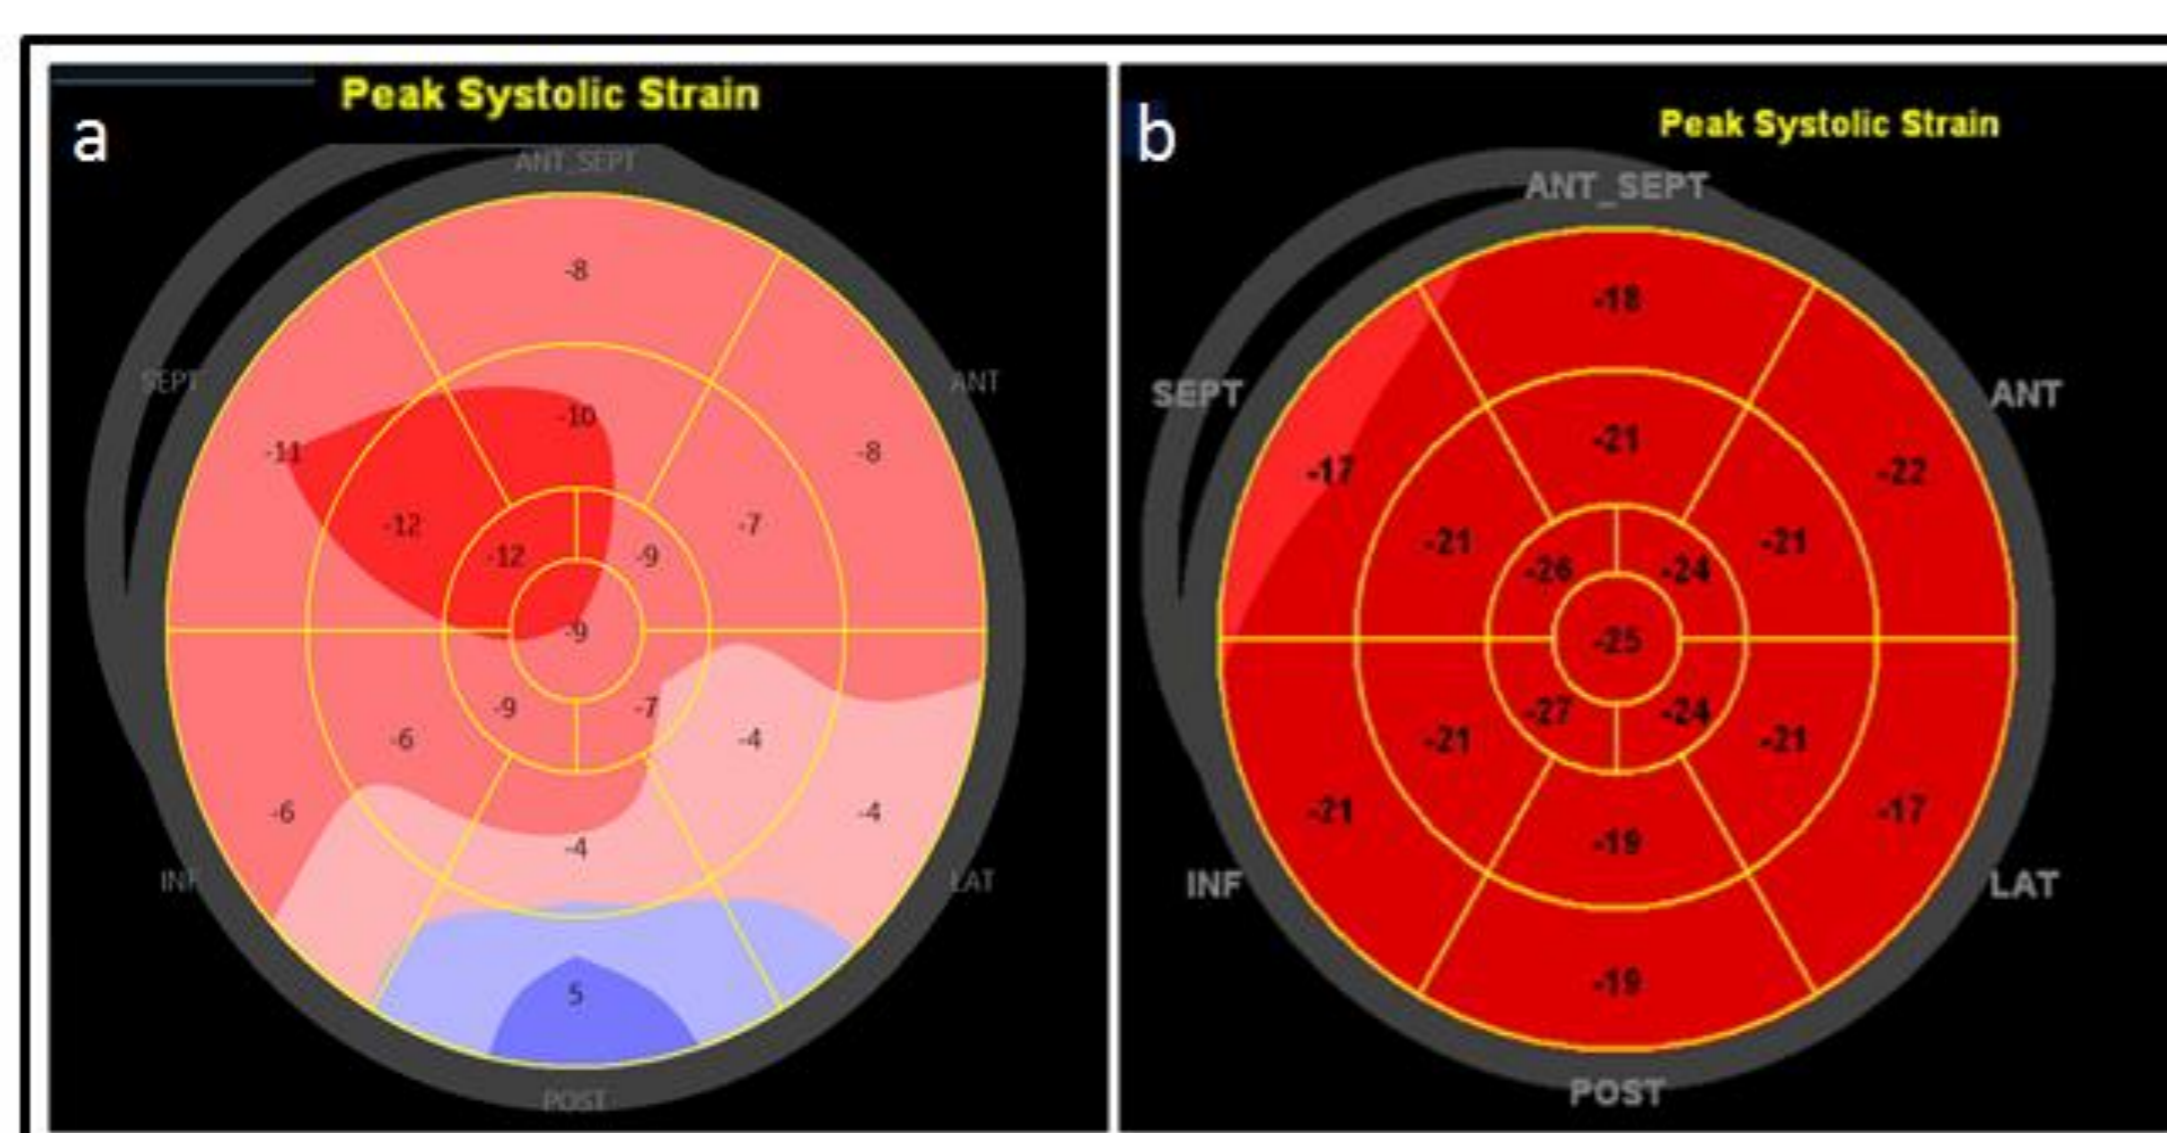 Peak Systolic Strain
a
ANT_SEPT
-8
SEPT
ANT
-10
-11
-8
-12
-7
-12
-9
-9
-9
-7
-6
-4
-6
-4
-4
INF
LAT
5
POST
b
Peak Systolic Strain
ANT_SEPT
-18
SEPT
ANT
-21
-17
-22
-21
-21
-26
-24
-25
-27
-24
-21
-21
-21
-17
-19
INF
LAT
-19
POST